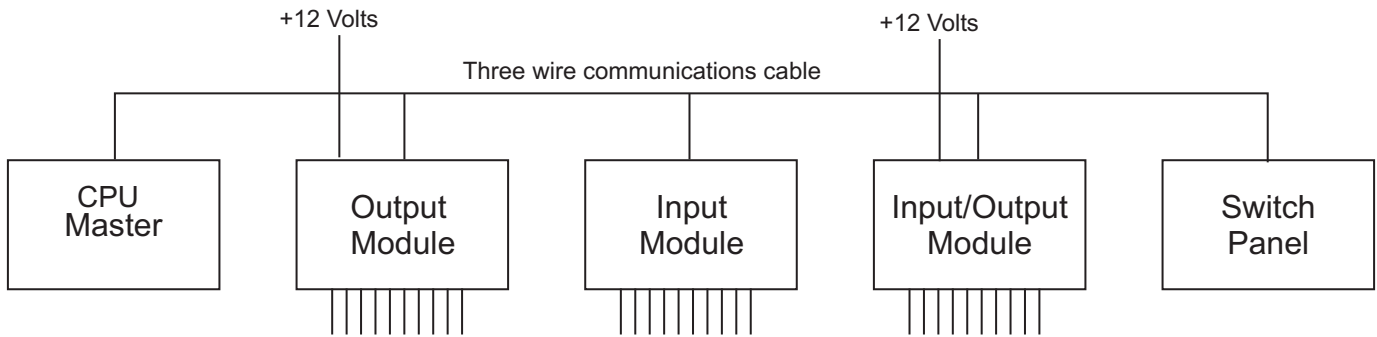 +12 Volts
+12 Volts
Three wire communications cable
CPU
Master
Output
Module
Input
Module
Input/Output
Module
Switch
Panel